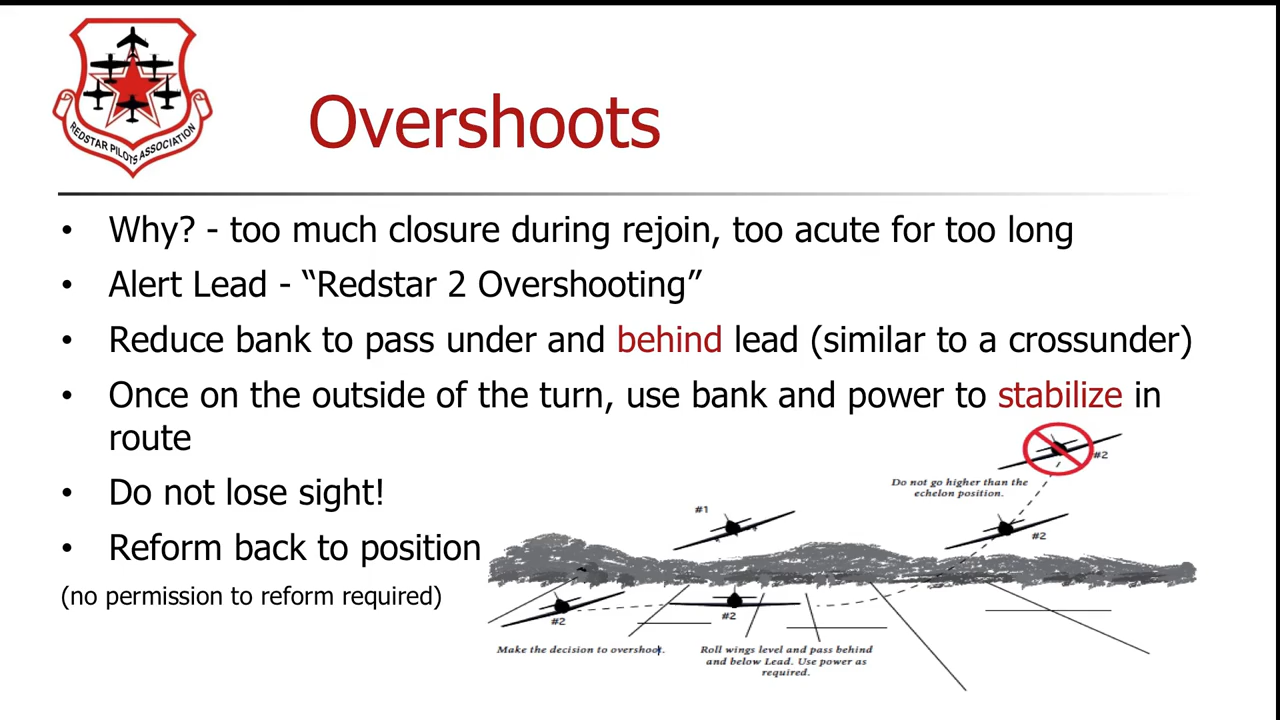 REDSTAR PILOTS ASSOCIATION
Overshoots
• Why? - too much closure during rejoin, too acute for too long
• Alert Lead - “Redstar 2 Overshooting”
• Reduce bank to pass under and behind lead (similar to a crossunder)
• Once on the outside of the turn, use bank and power to stabilize in
route
• Do not lose sight!
• Reform back to position
(no permission to reform required)
#2
Do not go higher than the
echelon position.
#1
#2
#2
#2
Make the decision to overshoot.
Roll wings level and pass behind
and below Lead. Use power as
required.